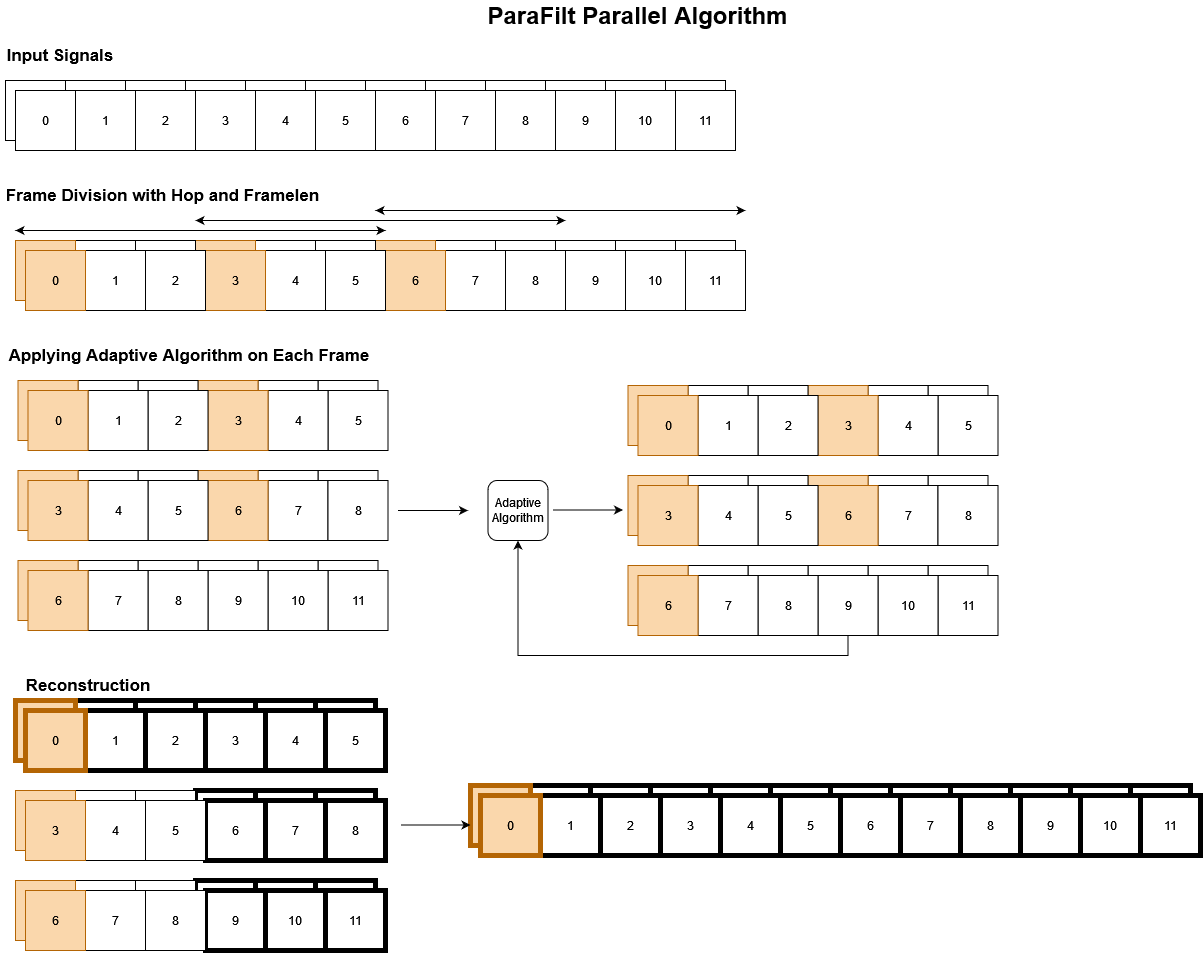 ParaFilt Parallel Algorithm
Input Signals
0 1 2 3 4 5 6 7 8 9 10 11
Frame Division with Hop and Framelen
0 1 2 3 4 5 6 7 8 9 10 11
Applying Adaptive Algorithm on Each Frame
0 1 2 3 4 5
3 4 5 6 7 8
6 7 8 9 10 11
Adaptive
Algorithm
0 1 2 3 4 5
3 4 5 6 7 8
6 7 8 9 10 11
Reconstruction
0 1 2 3 4 5
3 4 5 6 7 8
6 7 8 9 10 11
0 1 2 3 4 5 6 7 8 9 10 11